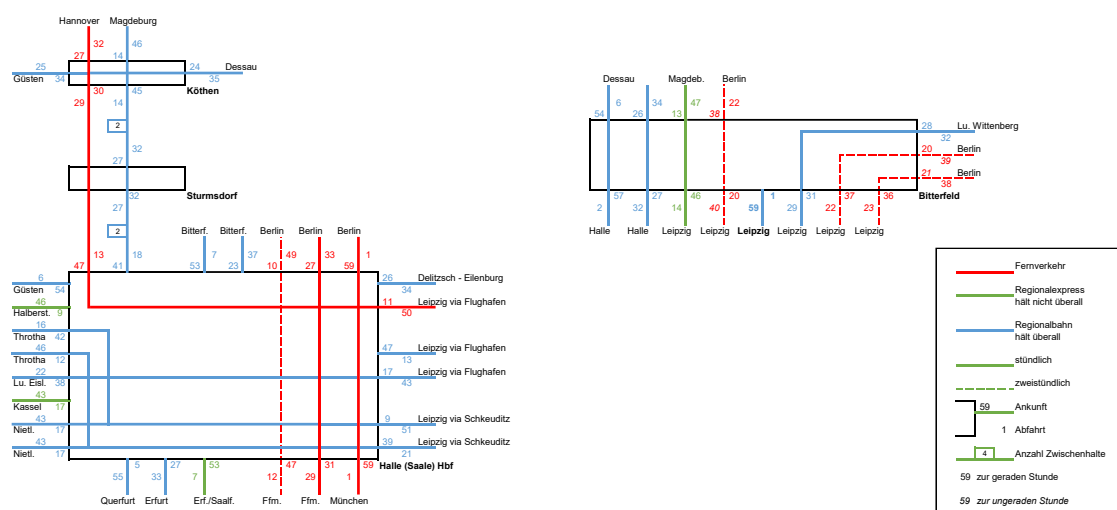 Hannover Magdeburg
32 46
27 14
25 24
Güsten 34 35 Dessau
Köthen
30 45
29 14
2
32
27
Sturmsdorf
32
27
2
Bitterf. Bitterf. Berlin Berlin Berlin
13 18 7 37 49 33 1
47 41 53 23 10 27 59
6 26 Delitzsch - Eilenburg
Güsten 54 34
46 11 Leipzig via Flughafen
Halberst. 9 50
16
Throtha 42
46 47 Leipzig via Flughafen
Throtha 12 13
22 17 Leipzig via Flughafen
Lu. Eisl. 38 43
43
Kassel 17
43 9 Leipzig via Schkeuditz
Nietl. 17 51
43 39 Leipzig via Schkeuditz
Nietl. 17 21
Halle (Saale) Hbf
5 27 53 47 31 59
55 33 7 12 29 1
Querfurt Erfurt Erf./Saalf. Ffm. Ffm. München
Dessau Magdeb. Berlin
6 34 47 22
54 26 13 38
28 Lu. Wittenberg
32
20 Berlin
39
21 Berlin
38
Bitterfeld
57 27 46 20 1 31 37 36
2 32 14 40 59 29 22 23
Halle Halle Leipzig Leipzig Leipzig Leipzig Leipzig Leipzig
Fernverkehr
Regionalexpress
hält nicht überall
Regionalbahn
hält überall
stündlich
zweistündlich
59 Ankunft
1 Abfahrt
4 Anzahl Zwischenhalte
59 zur geraden Stunde
59 zur ungeraden Stunde